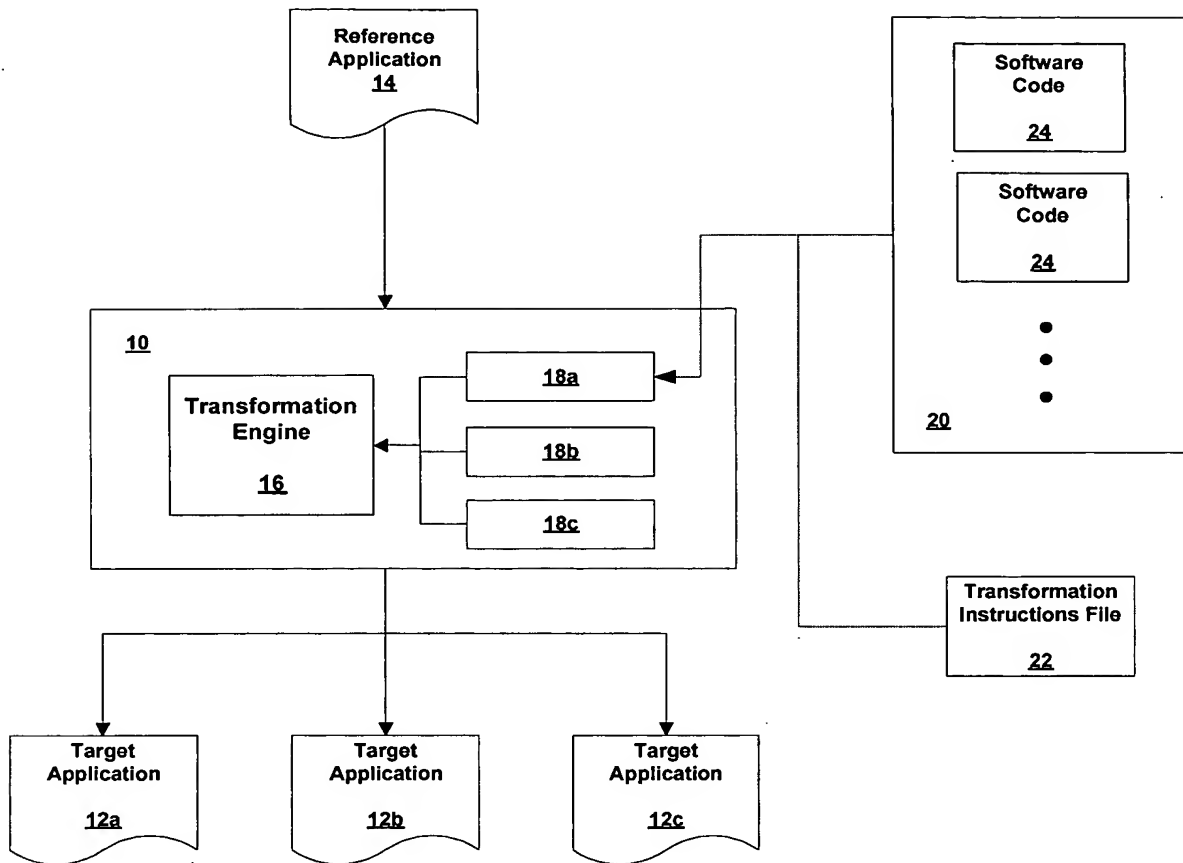 Reference
Application
14
Software
Code
24
Software
Code
24
20
10
Transformation
Engine
16
18a
18b
18c
Transformation
Instructions File
22
Target
Application
12a
Target
Application
12b
Target
Application
12c